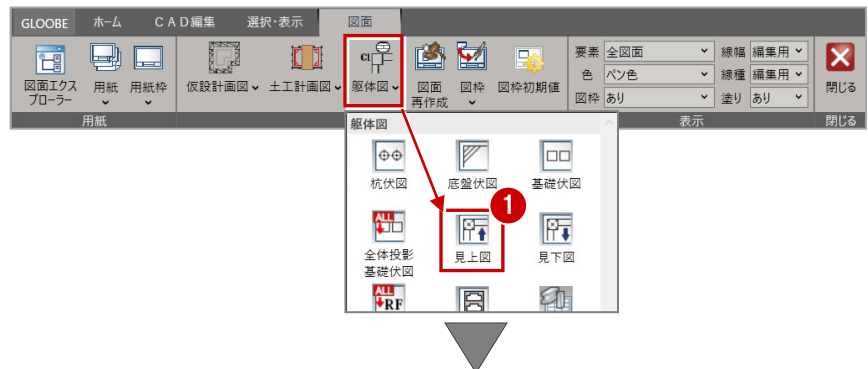 GLOOBE ホーム CAD編集 選択・表示 図面
図面エクス
プローラー
用紙
用紙枠
仮設計画図
土工計画図
躯体図
図面
再作成
図枠
図枠初期値
要素 全図面 線幅 編集用
色 ペン色 線種 編集用
図枠 あり 塗り あり
閉じる
用紙 表示 閉じる
躯体図
杭伏図 底盤伏図 基礎伏図
1
ALL
全体投影
基礎伏図
見上図 見下図
ALL
RF